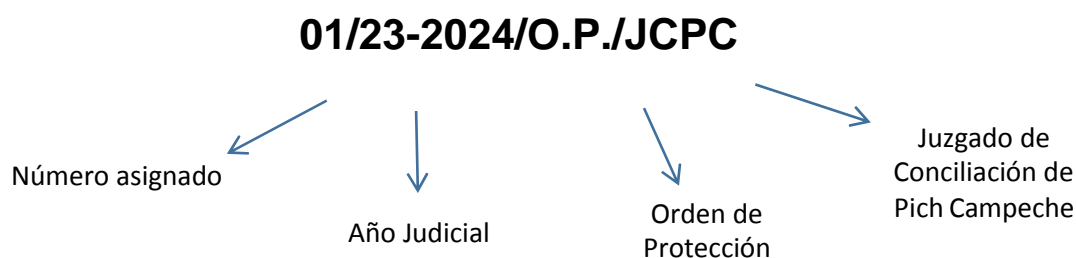 01/23-2024/O.P./JCPC
Número asignado
Año Judicial
Orden de
Protección
Juzgado de
Conciliación de
Pich Campeche